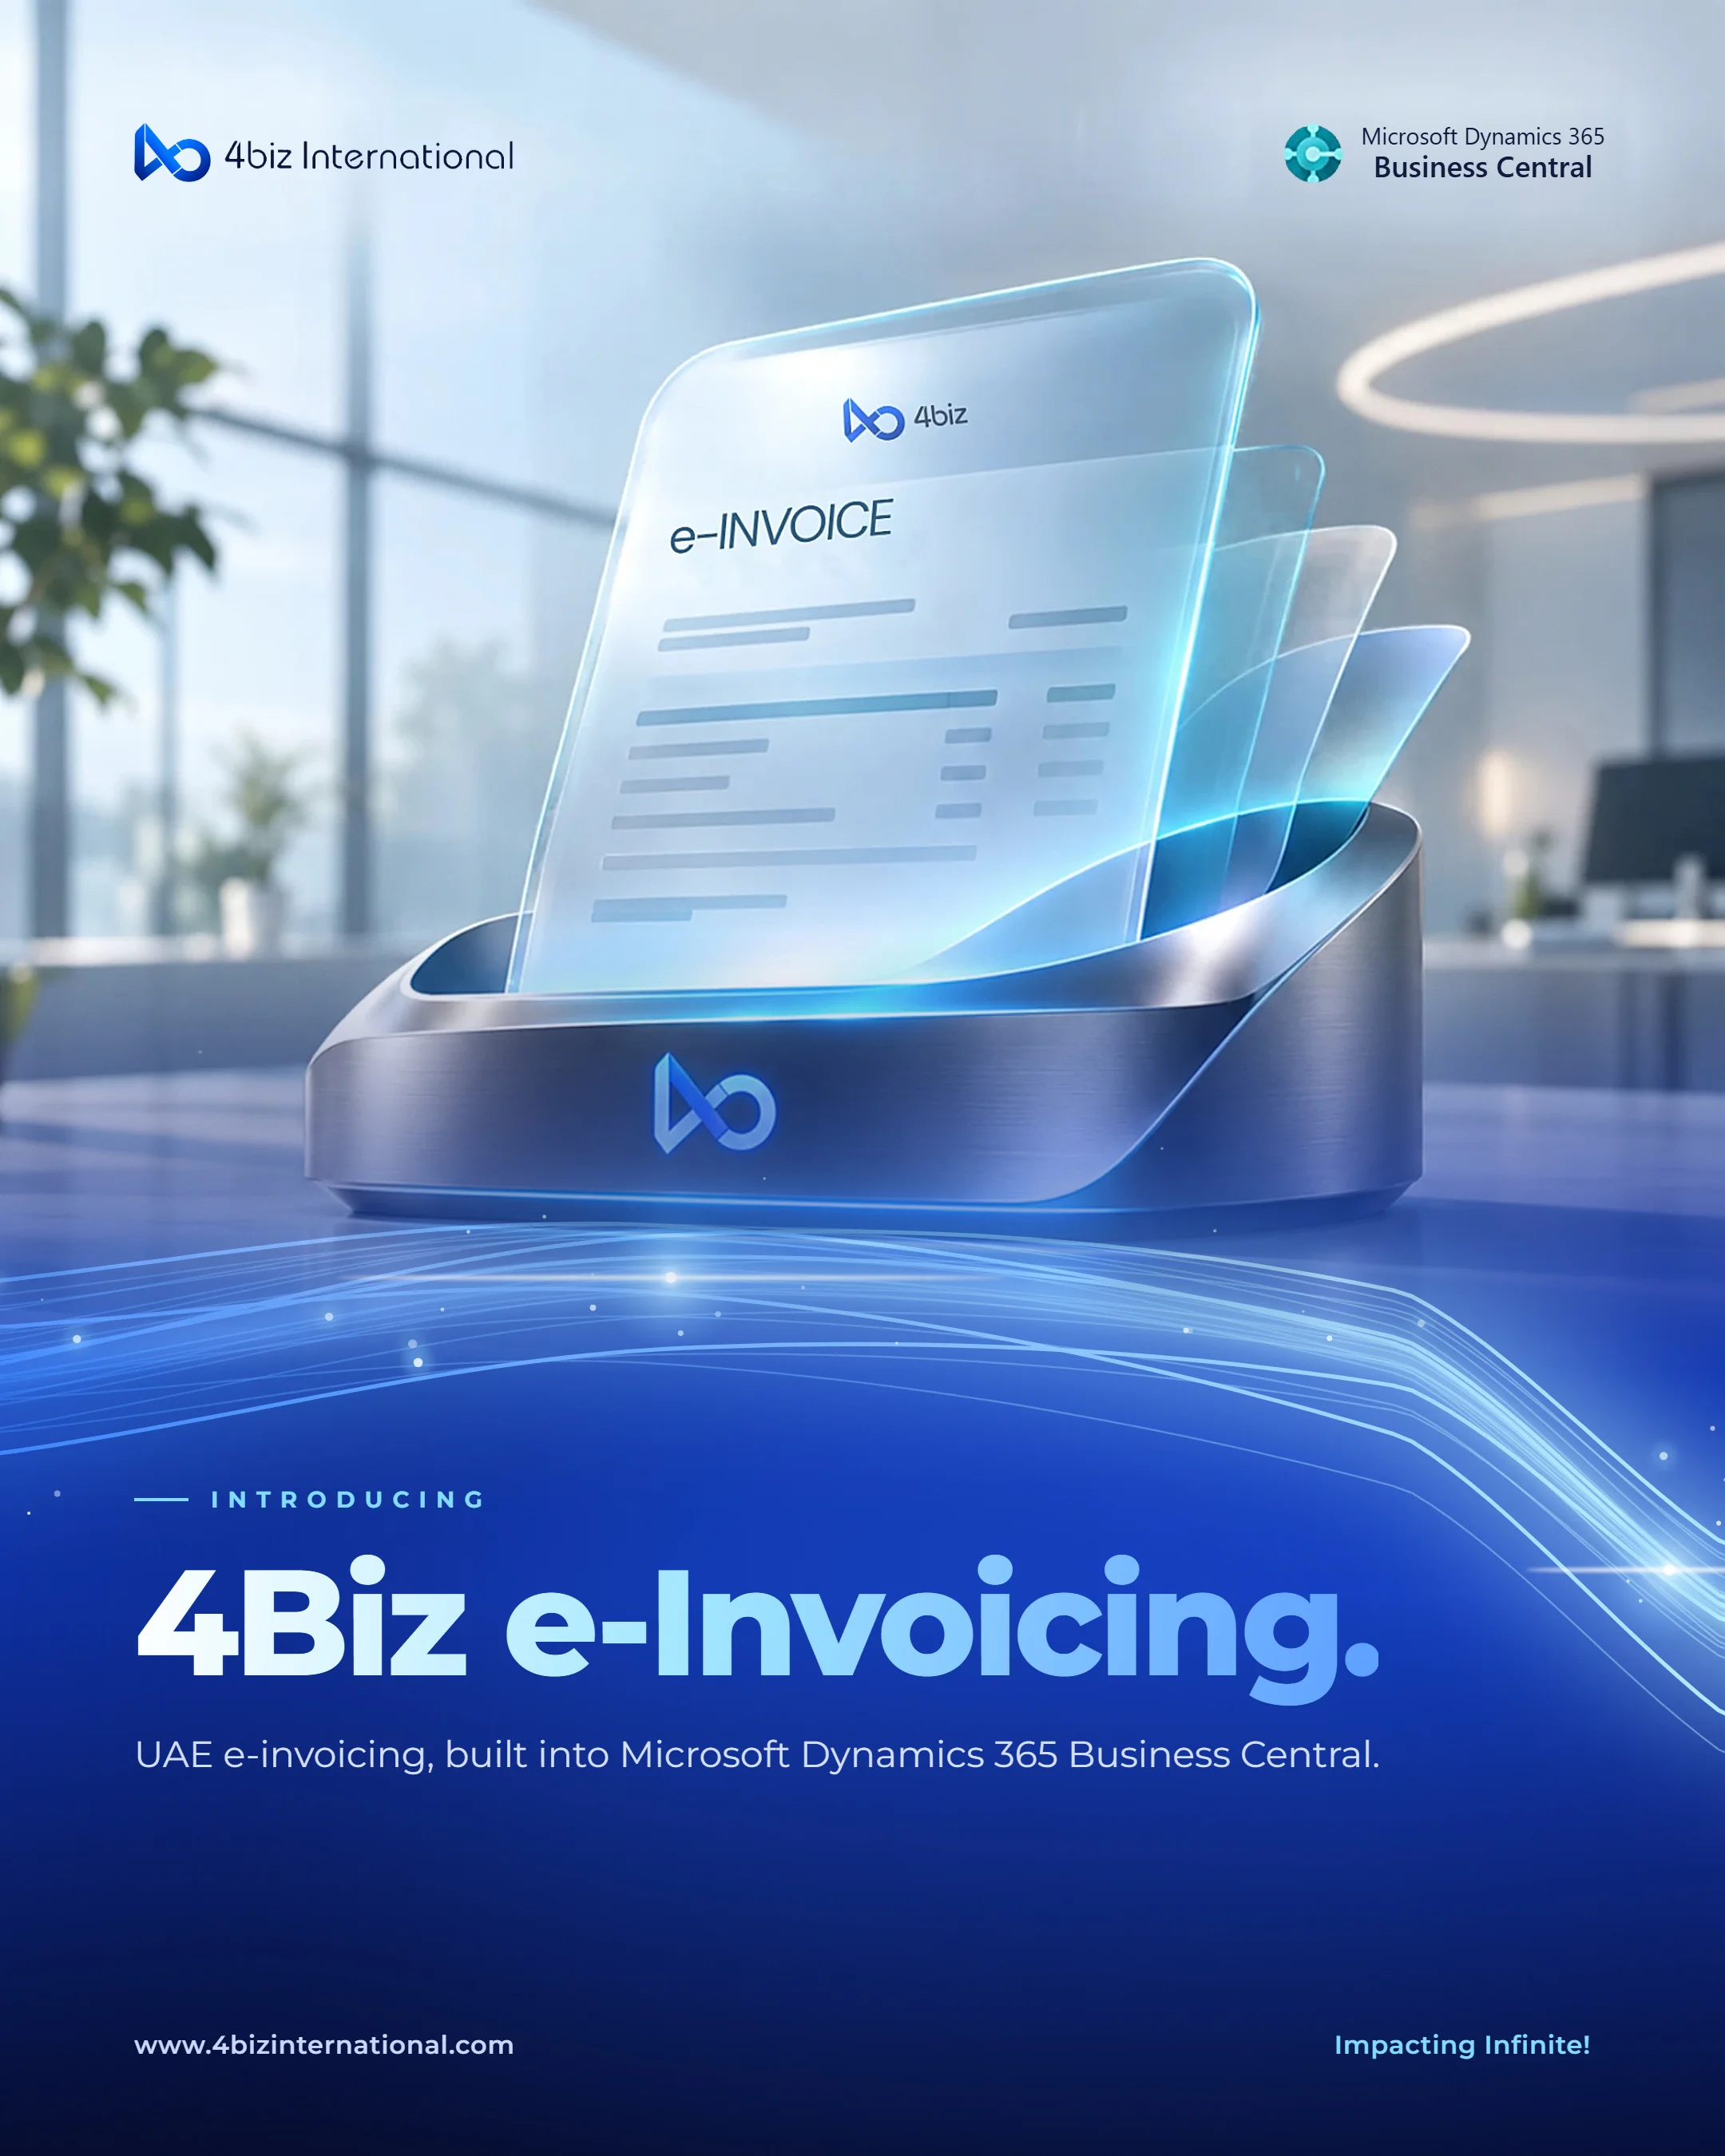 4biz International
Microsoft Dynamics 365
Business Central
4biz
e-INVOICE
INTRODUCING
4Biz e-Invoicing.
UAE e-invoicing, built into Microsoft Dynamics 365 Business Central.
www.4bizinternational.com
Impacting Infinite!